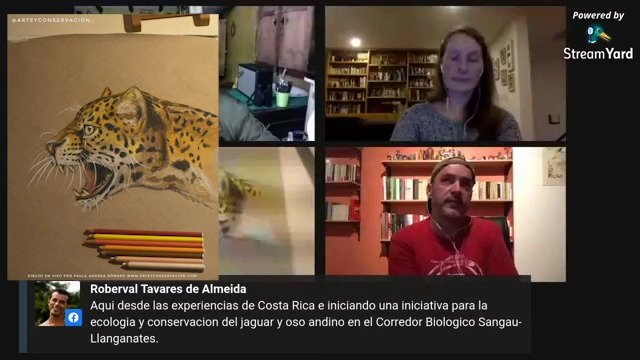 @ARTEYCONSERVACION_
Powered by
StreamYard
DIBUJO EN VIVO POR PAULA ANDREA ROMERO WWW.ARTEYCONSERVACION.COM
Roberval Tavares de Almeida
Aqui desde las experiencias de Costa Rica e iniciando una iniciativa para la
ecologia y conservacion del jaguar y oso andino en el Corredor Biologico Sangau-
Llanganates.